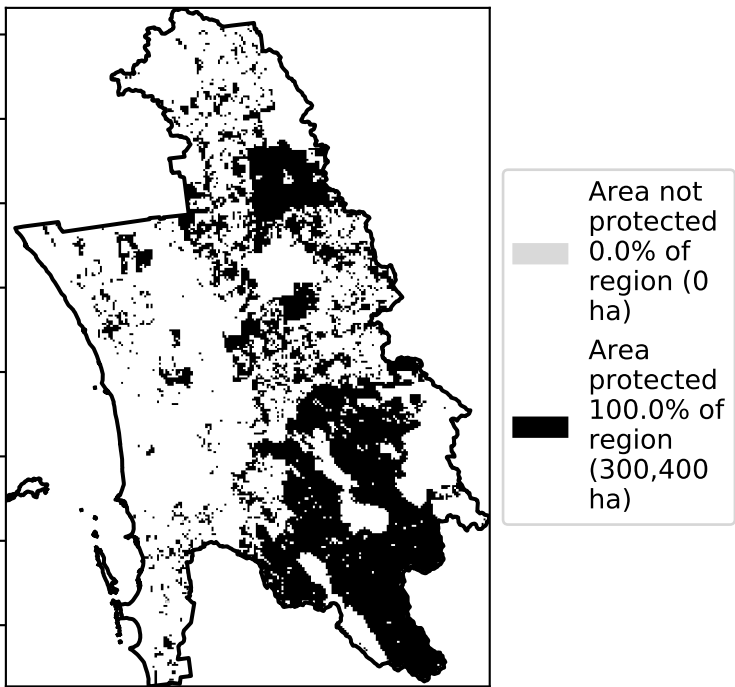 Area not
protected
0.0% of
region (0
ha)
Area
protected
100.0% of
region
(300,400
ha)